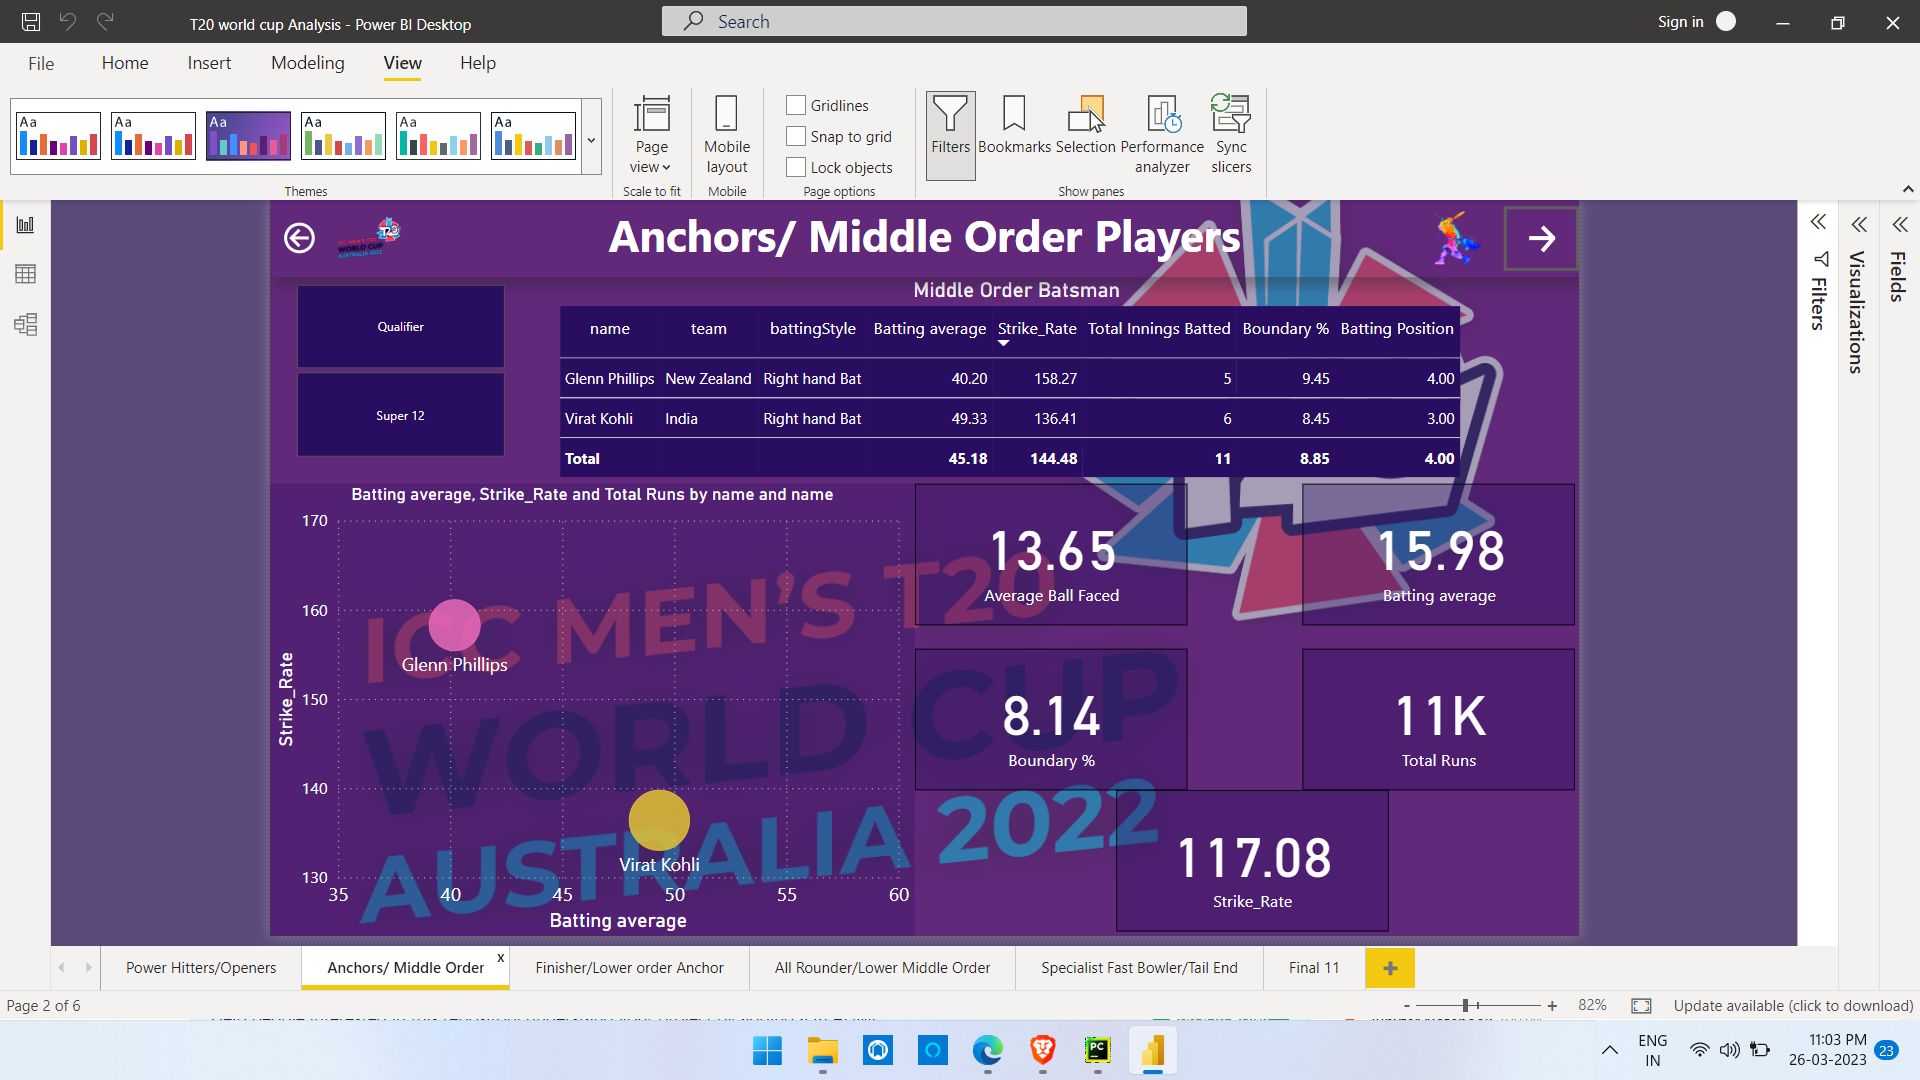 T20 world cup Analysis - Power BI Desktop
Search
Sign in
File Home Insert Modeling View Help
Aa Aa Aa Aa Aa Aa
Themes
Page view
Scale to fit
Mobile layout
Mobile
Gridlines
Snap to grid
Lock objects
Page options
Filters
Bookmarks
Selection
Performance analyzer
Sync slicers
Show panes
ICC MEN'S T20
WORLD CUP
AUSTRALIA 2022
Anchors/ Middle Order Players
Filters
Visualizations
Fields
Qualifier
Super 12
Middle Order Batsman
name team battingStyle Batting average Strike_Rate Total Innings Batted Boundary % Batting Position
Glenn Phillips New Zealand Right hand Bat 40.20 158.27 5 9.45 4.00
Virat Kohli India Right hand Bat 49.33 136.41 6 8.45 3.00
Total 45.18 144.48 11 8.85 4.00
Batting average, Strike_Rate and Total Runs by name and name
170
160
150
140
130
Strike_Rate
Glenn Phillips
Virat Kohli
35 40 45 50 55 60
Batting average
ICC MEN'S T20
WORLD CUP
AUSTRALIA 2022
13.65
Average Ball Faced
15.98
Batting average
8.14
Boundary %
11K
Total Runs
117.08
Strike_Rate
Power Hitters/Openers
Anchors/ Middle Order
x
Finisher/Lower order Anchor
All Rounder/Lower Middle Order
Specialist Fast Bowler/Tail End
Final 11
+
Page 2 of 6
- + 82%
Update available (click to download)
PC
ENG
IN
11:03 PM
26-03-2023
23